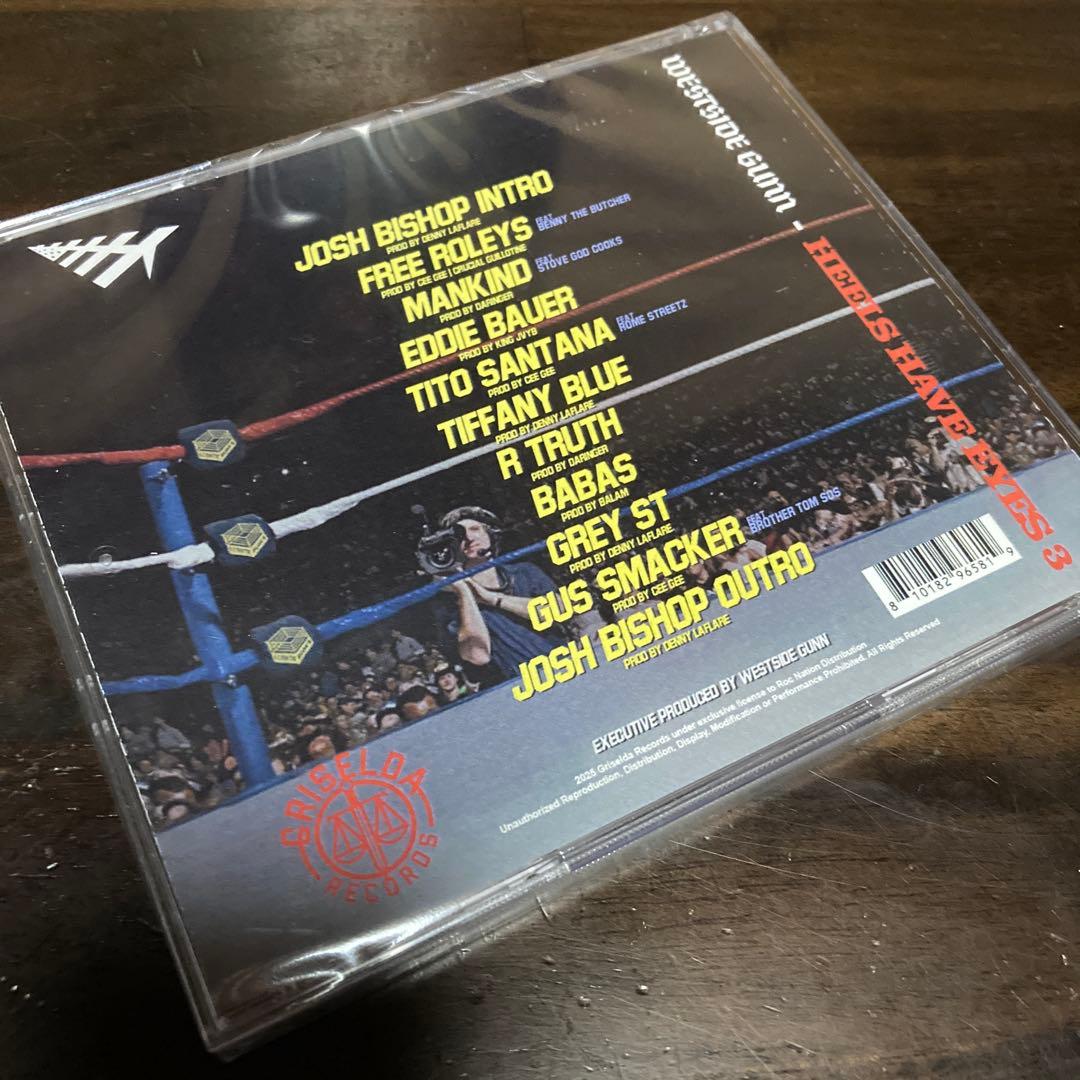 WESTSIDE GUNN - HEELS HAVE EYES 3
JOSH BISHOP INTRO
PROD BY DENNY LAFLARE
FREE ROLEYS FEAT BENNY THE BUTCHER
PROD BY CEE GEE | CRUCIAL GUILLOTINE
MANKIND FEAT STOVE GOD COOKS
PROD BY DARINGER
EDDIE BAUER
PROD BY KING JVYB
TITO SANTANA FEAT ROME STREETZ
PROD BY CEE GEE
TIFFANY BLUE
PROD BY DENNY LAFLARE
R TRUTH
PROD BY DARINGER
BABAS
PROD BY BALAM
GREY ST
PROD BY DENNY LAFLARE
GUS SMACKER FEAT BROTHER TOM SOS
PROD BY CEE GEE
JOSH BISHOP OUTRO
PROD BY DENNY LAFLARE
8 10182 96581 9
EXECUTIVE PRODUCED BY WESTSIDE GUNN
2025 Griselda Records under exclusive license to Roc Nation Distribution
Unauthorized Reproduction, Distribution, Display, Modification or Performance Prohibited. All Rights Reserved
GRISELDA
RECORDS